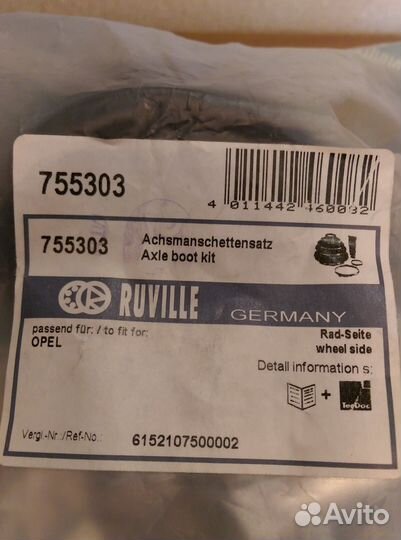 755303
4 011442 460092
755303
Achsmanschettensatz
Axle boot kit
RUVILLE
GERMANY
passend für: / to fit for:
OPEL
Rad-Seite
wheel side
Detail information s:
+
TecDoc
Vergl.-Nr./Ref-No.:
6152107500002
Avito